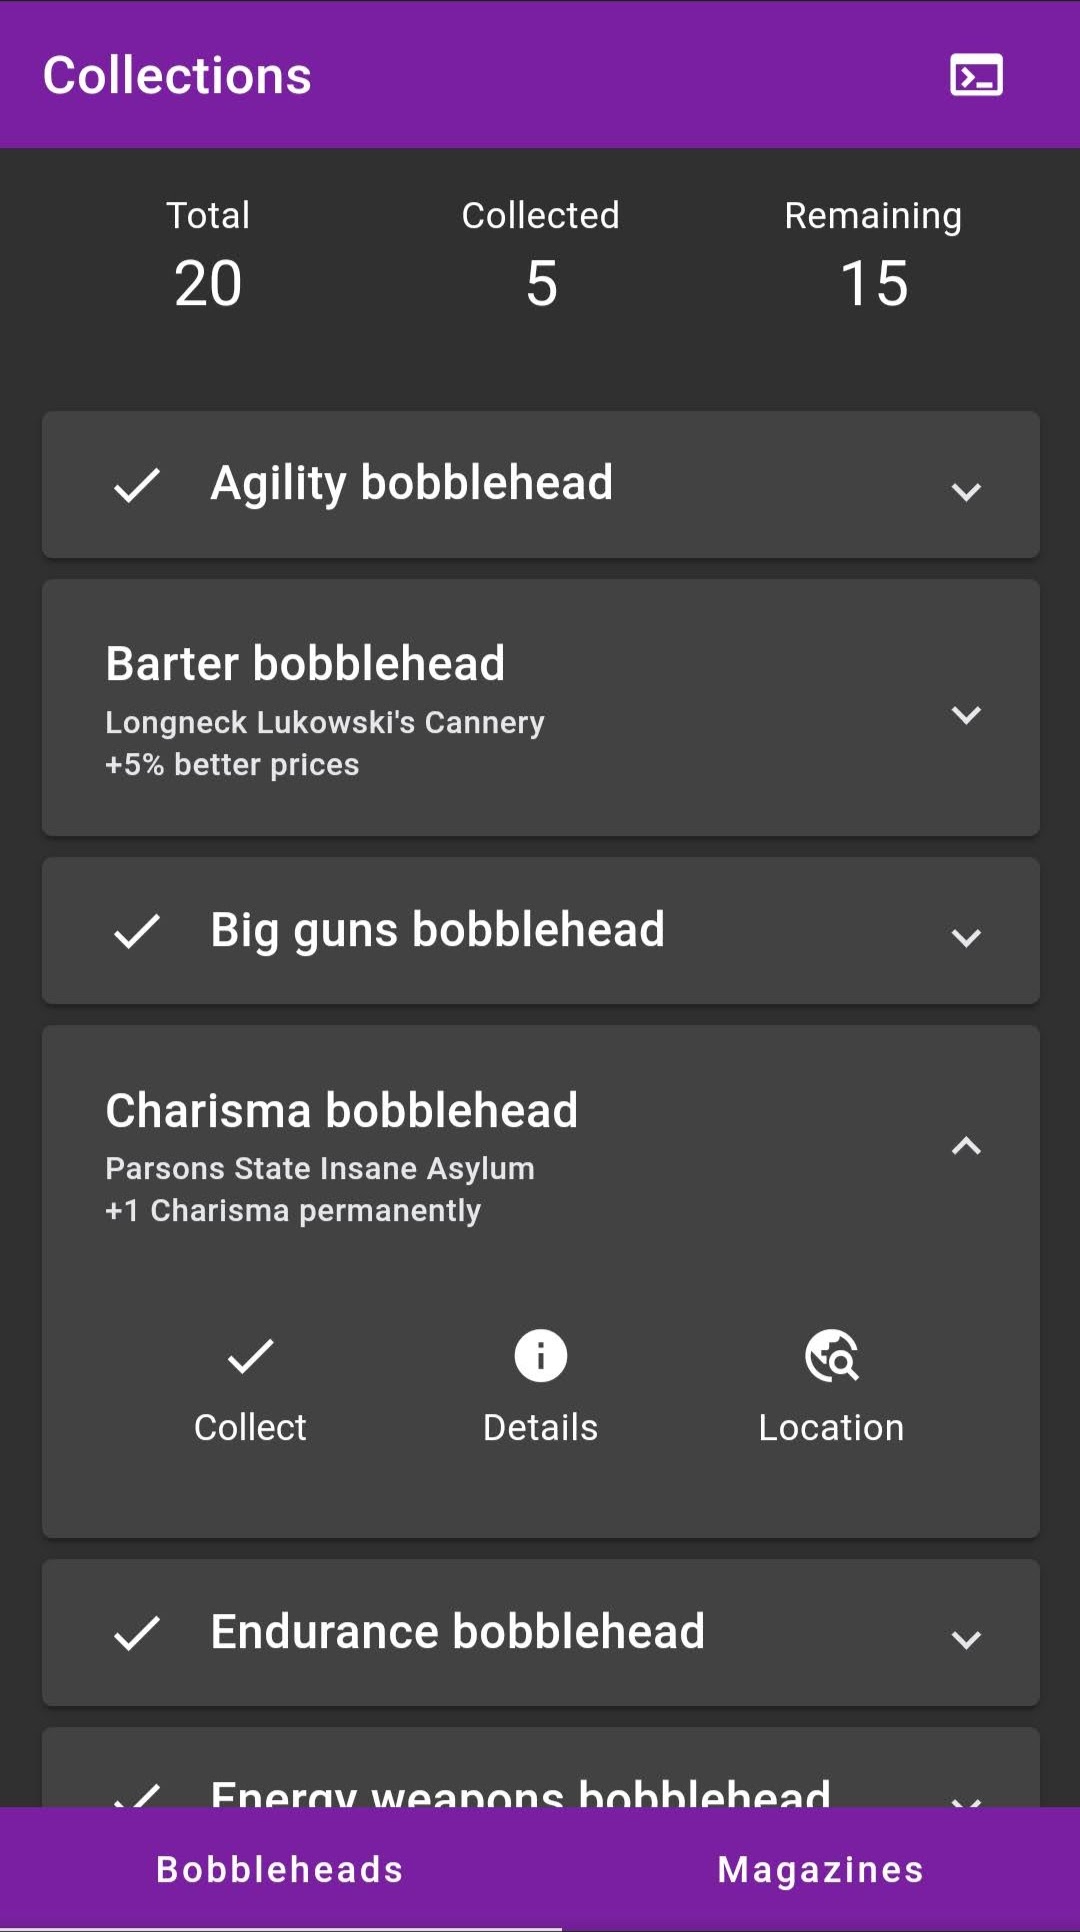 Collections
Total Collected Remaining
20 5 15
Agility bobblehead
Barter bobblehead
Longneck Lukowski's Cannery
+5% better prices
Big guns bobblehead
Charisma bobblehead
Parsons State Insane Asylum
+1 Charisma permanently
Collect Details Location
Endurance bobblehead
Energy weapons bobblehead
Bobbleheads Magazines